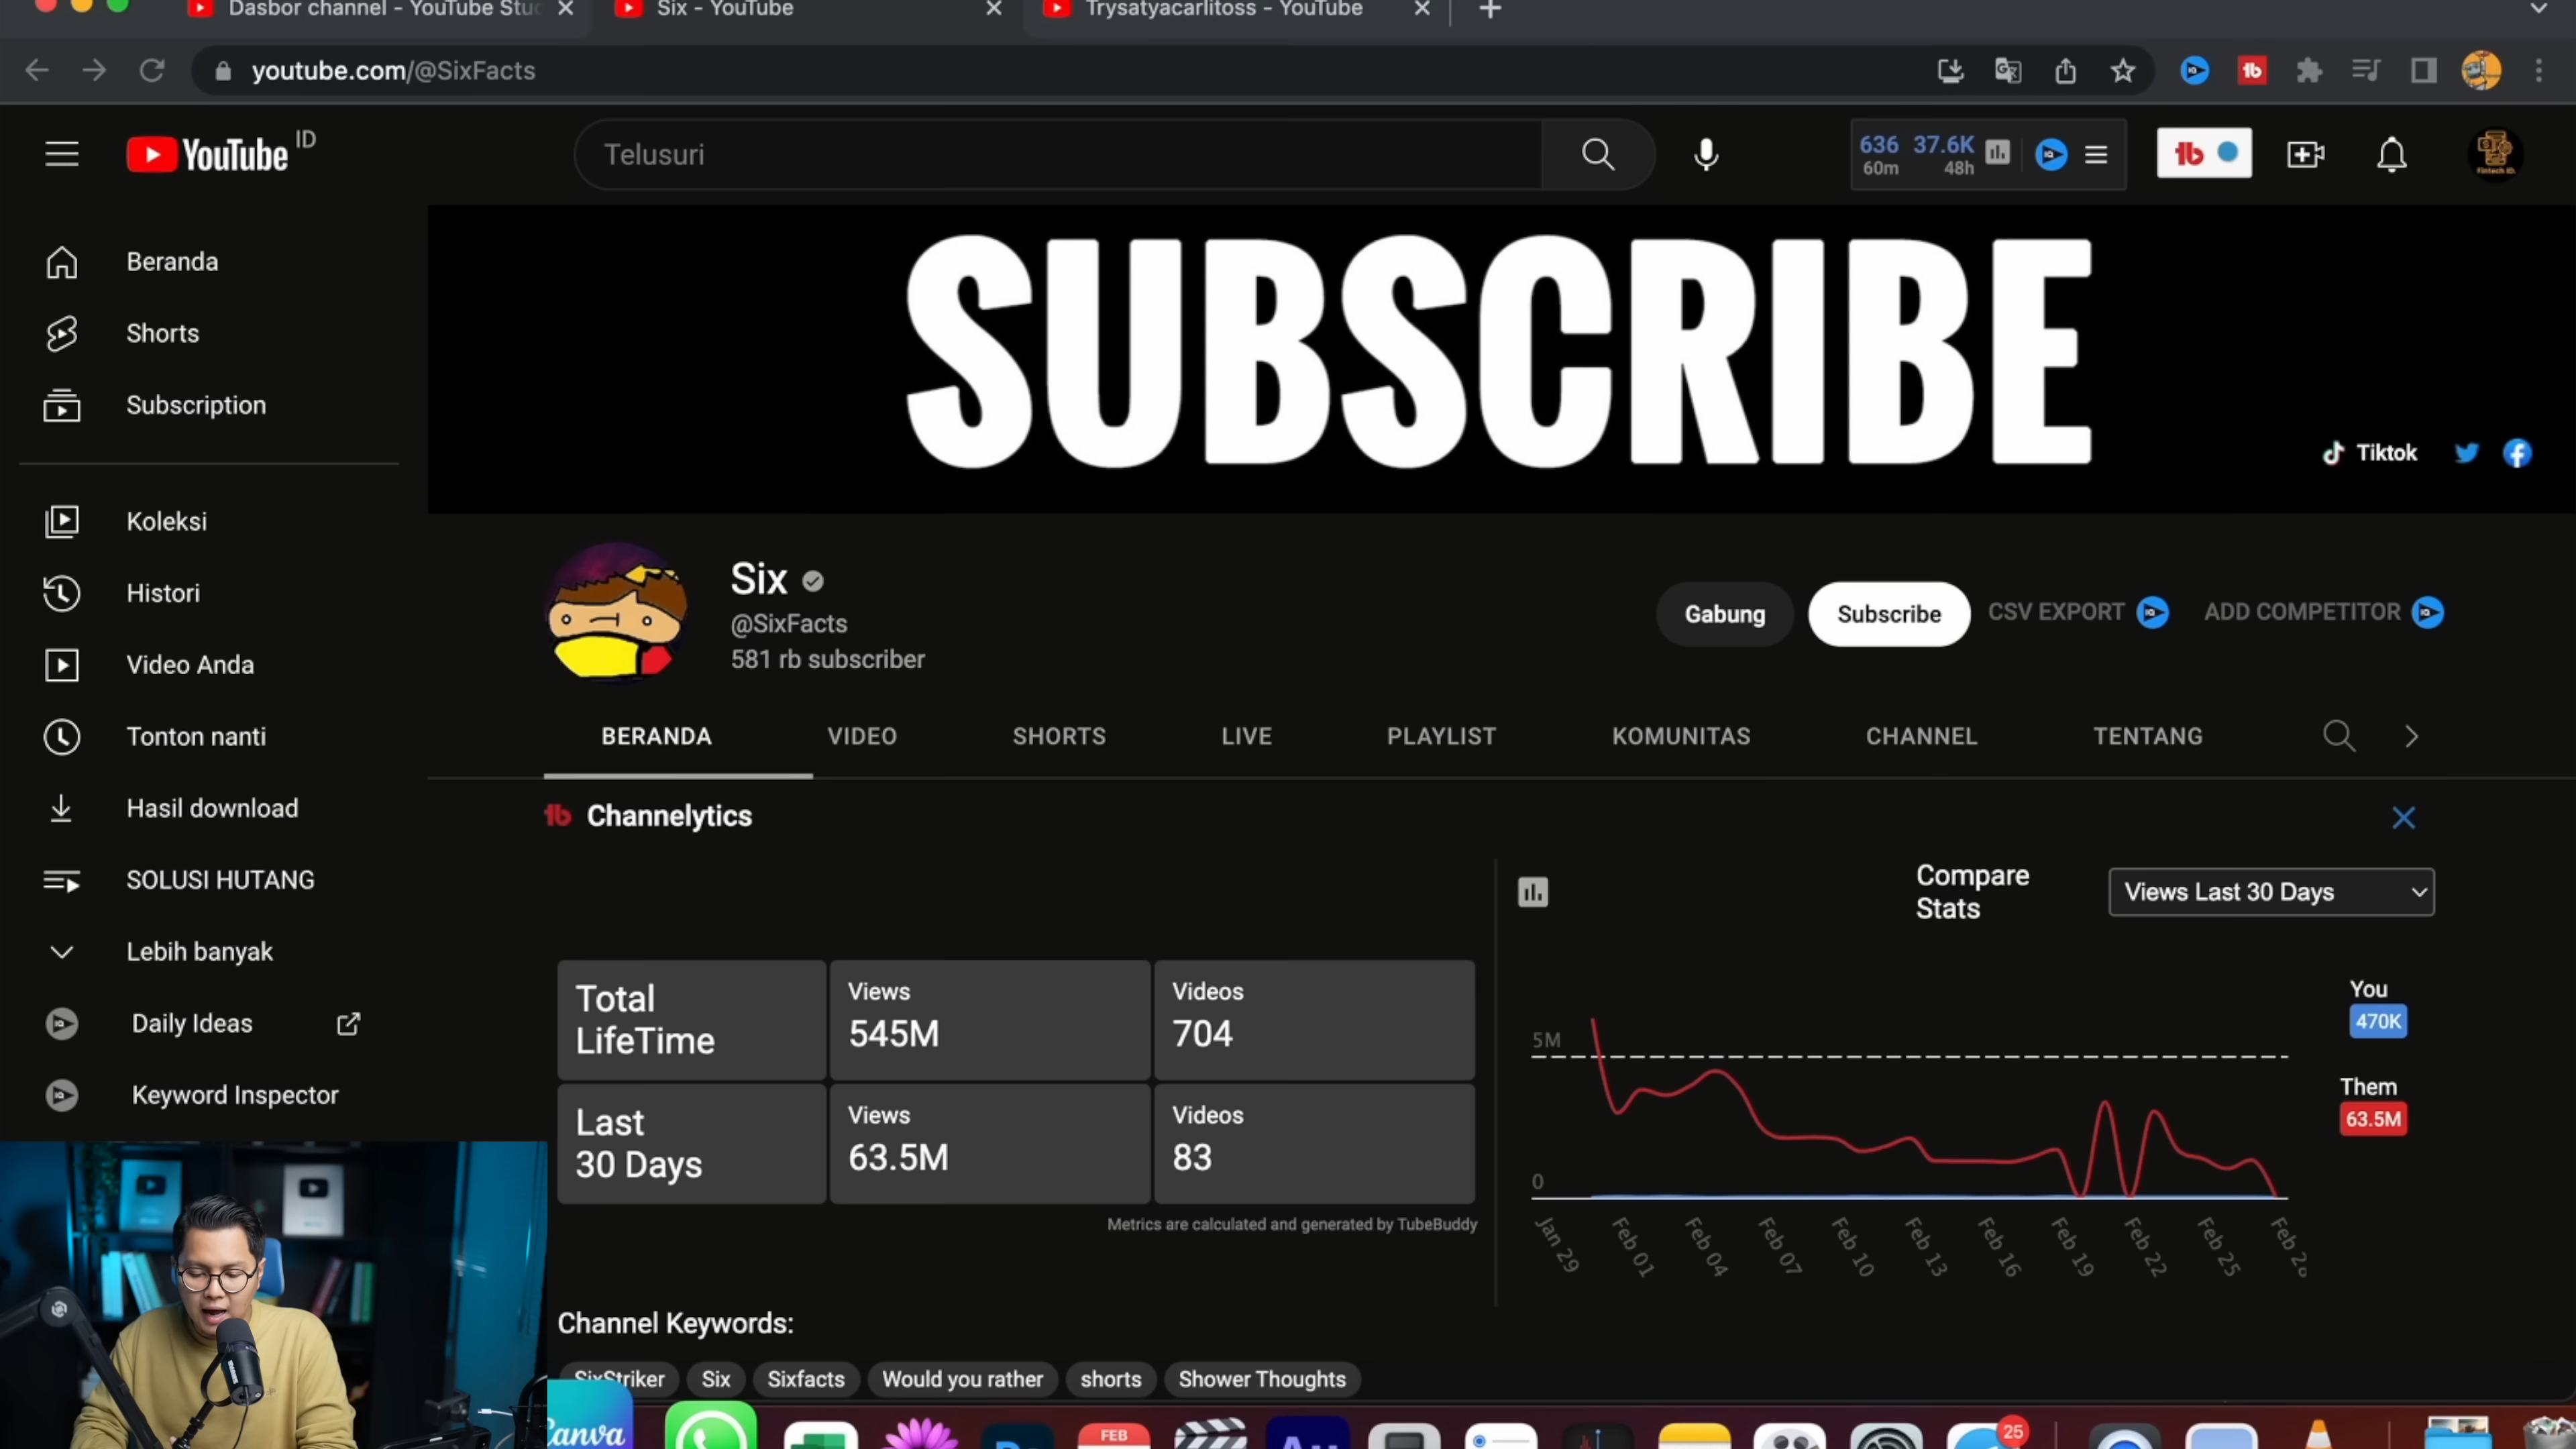 Dasbor channel - YouTube Stu
Six - YouTube
Trysatyacarlitoss - YouTube
youtube.com/@SixFacts
YouTube ID
Telusuri
636 37.6K
60m 48h
Beranda
Shorts
Subscription
Koleksi
Histori
Video Anda
Tonton nanti
Hasil download
SOLUSI HUTANG
Lebih banyak
Daily Ideas
Keyword Inspector
SUBSCRIBE
Tiktok
Six
@SixFacts
581 rb subscriber
Gabung
Subscribe
CSV EXPORT
ADD COMPETITOR
BERANDA
VIDEO
SHORTS
LIVE
PLAYLIST
KOMUNITAS
CHANNEL
TENTANG
Channelytics
Total
LifeTime
Views
545M
Videos
704
Last
30 Days
Views
63.5M
Videos
83
Metrics are calculated and generated by TubeBuddy
Compare
Stats
Views Last 30 Days
5M
0
You
470K
Them
63.5M
Jan 29
Feb 01
Feb 04
Feb 07
Feb 10
Feb 13
Feb 16
Feb 19
Feb 22
Feb 25
Feb 28
Channel Keywords:
SixStriker
Six
Sixfacts
Would you rather
shorts
Shower Thoughts
Canva
FEB
Au
25